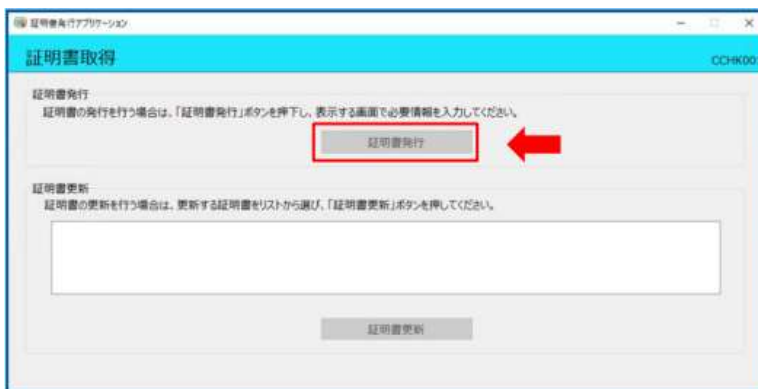 証明書発行アプリケーション
証明書取得
CCHK00
証明書発行
証明書の発行を行う場合は、「証明書発行」ボタンを押下し、表示する画面で必要情報を入力してください。
証明書発行
証明書更新
証明書の更新を行う場合は、更新する証明書をリストから選び、「証明書更新」ボタンを押してください。
証明書更新